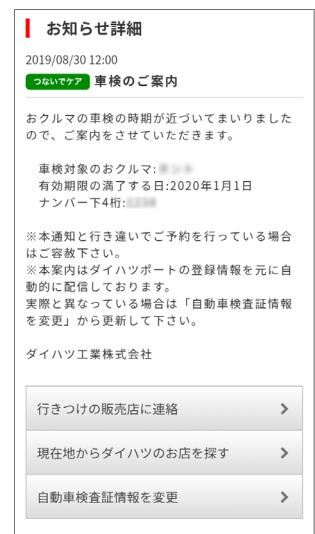 お知らせ詳細
2019/08/30 12:00
つないでケア 車検のご案内
おクルマの車検の時期が近づいてまいりました
ので、ご案内をさせていただきます。
車検対象のおクルマ:
有効期限の満了する日:2020年1月1日
ナンバー下4桁:
※本通知と行き違いでご予約を行っている場合
はご容赦下さい。
※本案内はダイハツポートの登録情報を元に自
動的に配信しております。
実際と異なっている場合は「自動車検査証情報
を変更」から更新して下さい。
ダイハツ工業株式会社
行きつけの販売店に連絡
現在地からダイハツのお店を探す
自動車検査証情報を変更